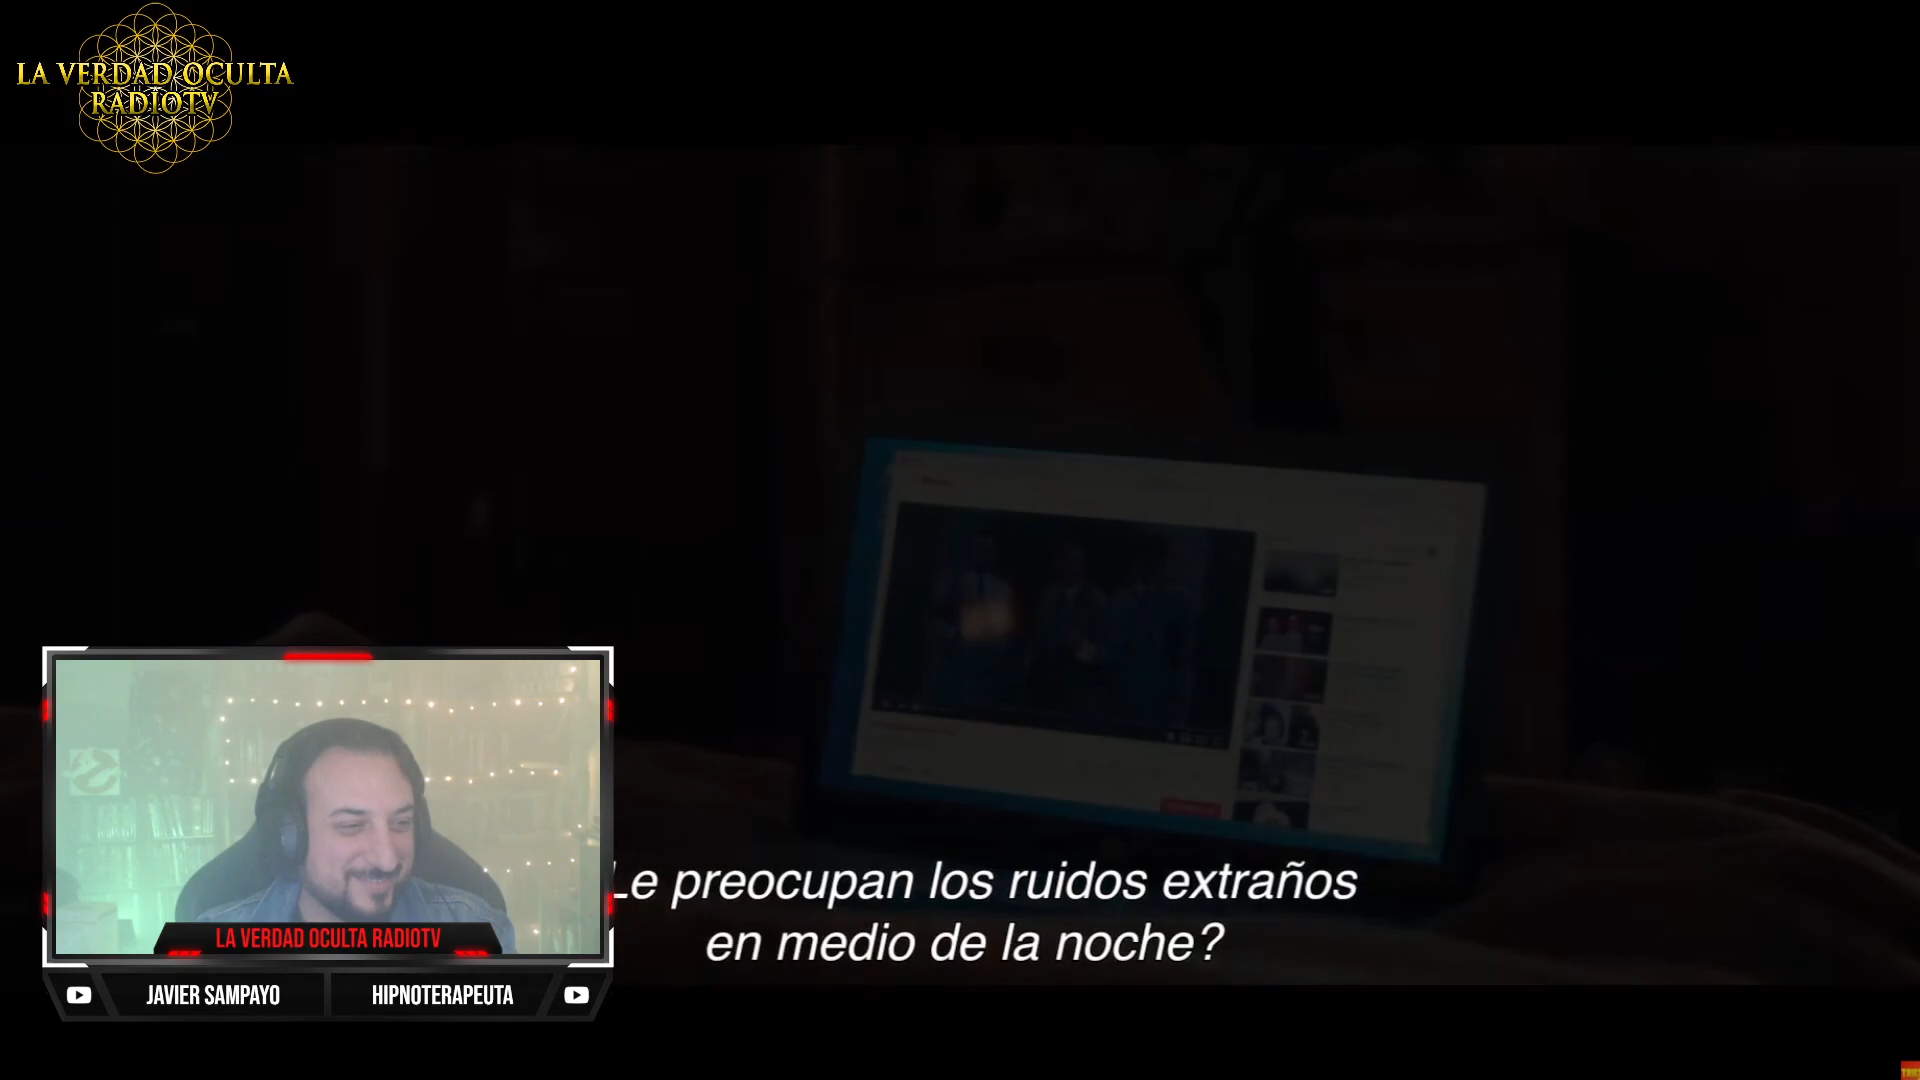 LA VERDAD OCULTA
RADIOTV
Le preocupan los ruidos extraños
en medio de la noche?
LA VERDAD OCULTA RADIOTV
JAVIER SAMPAYO
HIPNOTERAPEUTA